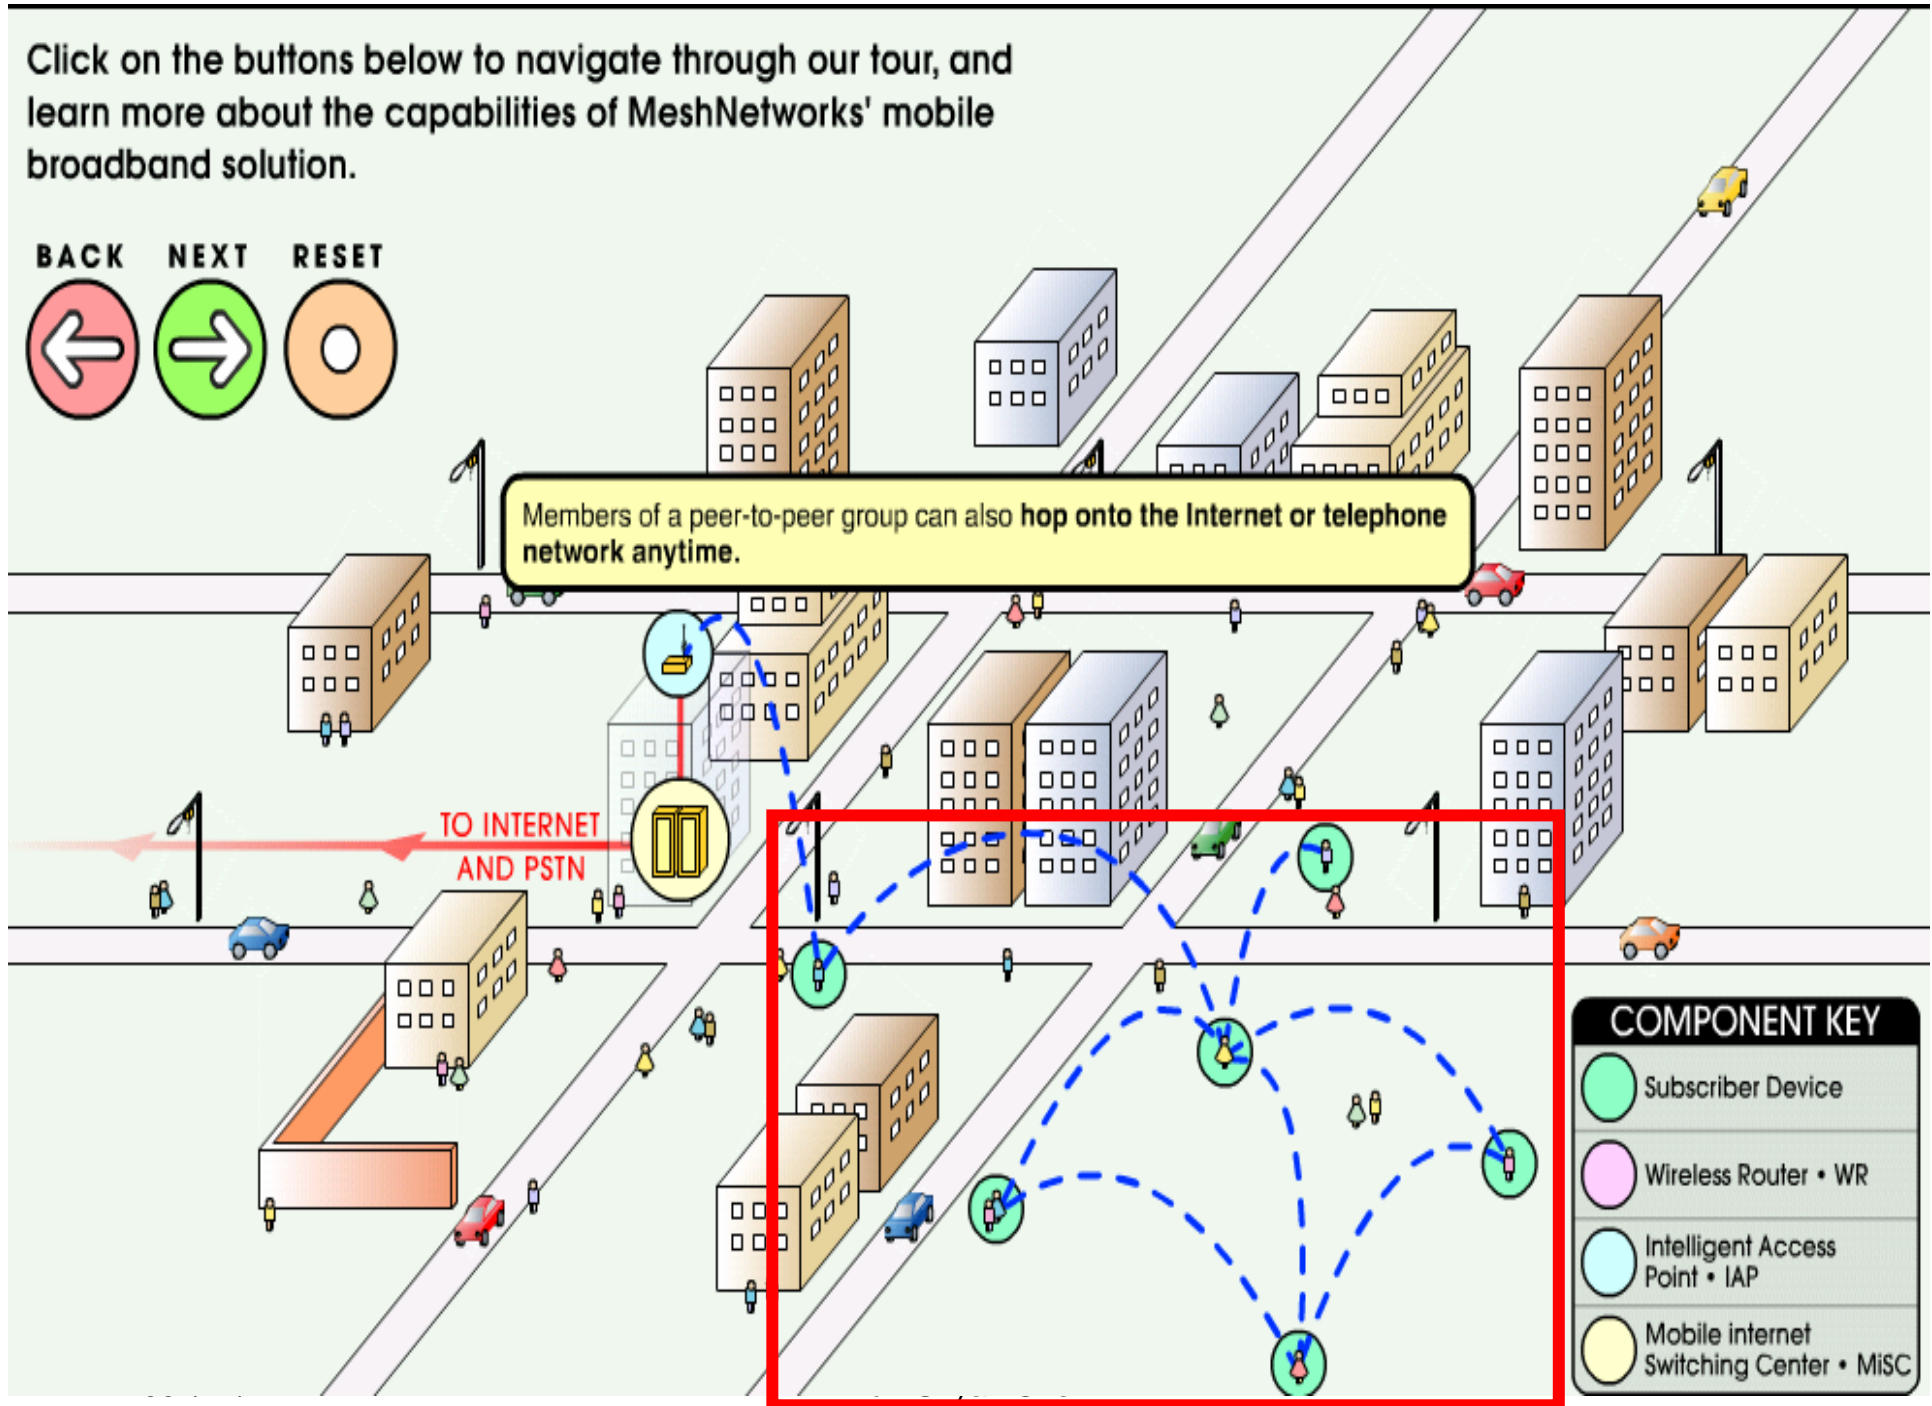 Click on the buttons below to navigate through our tour, and
learn more about the capabilities of MeshNetworks' mobile
broadband solution.
BACK NEXT RESET
Members of a peer-to-peer group can also hop onto the Internet or telephone
network anytime.
TO INTERNET
AND PSTN
COMPONENT KEY
Subscriber Device
Wireless Router • WR
Intelligent Access
Point • IAP
Mobile internet
Switching Center • MiSC